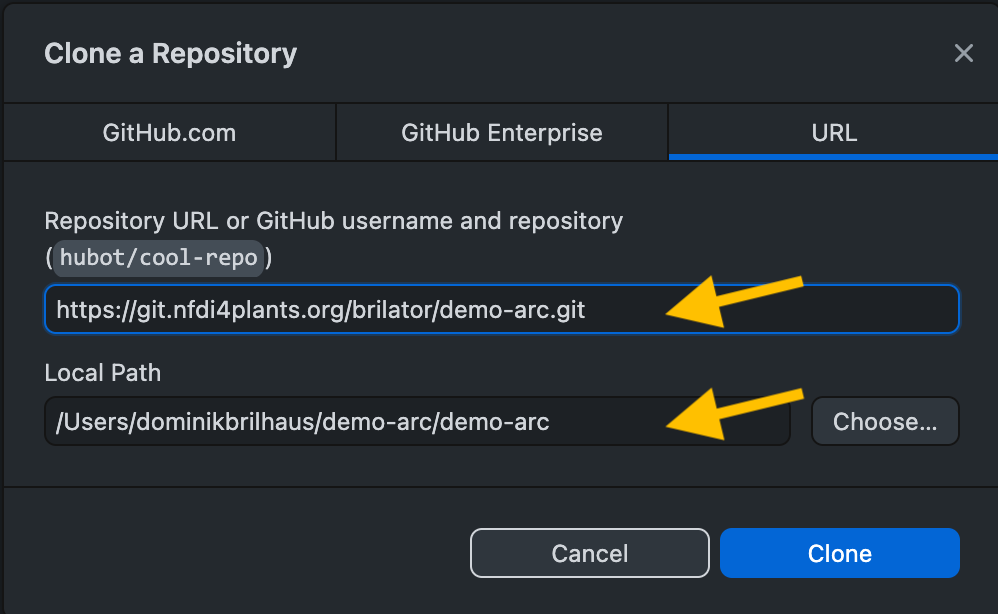 Clone a Repository
GitHub.com
GitHub Enterprise
URL
Repository URL or GitHub username and repository
(hubot/cool-repo)
https://git.nfdi4plants.org/brilator/demo-arc.git
Local Path
/Users/dominikbrilhaus/demo-arc/demo-arc
Choose...
Cancel
Clone